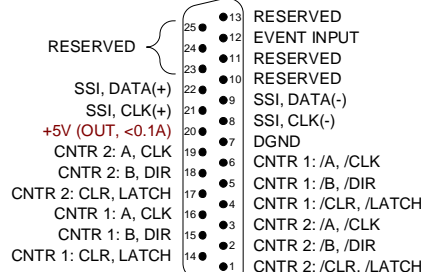 13 RESERVED
25
12 EVENT INPUT
RESERVED 24
11 RESERVED
23
10 RESERVED
SSI, DATA(+) 22
9 SSI, DATA(-)
SSI, CLK(+) 21
8 SSI, CLK(-)
+5V (OUT, <0.1A) 20
7 DGND
CNTR 2: A, CLK 19
6 CNTR 1: /A, /CLK
CNTR 2: B, DIR 18
5 CNTR 1: /B, /DIR
CNTR 2: CLR, LATCH 17
4 CNTR 1: /CLR, /LATCH
CNTR 1: A, CLK 16
3 CNTR 2: /A, /CLK
CNTR 1: B, DIR 15
2 CNTR 2: /B, /DIR
CNTR 1: CLR, LATCH 14
1 CNTR 2: /CLR, /LATCH